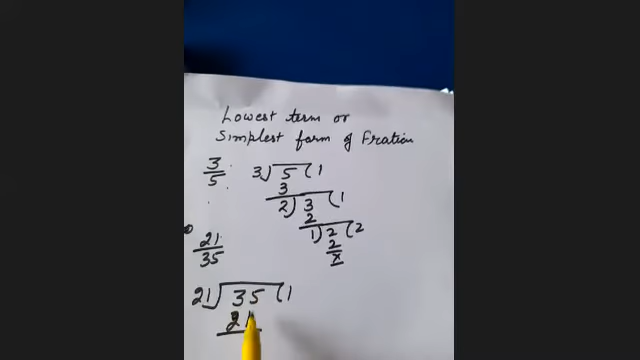 Lowest term or
Simplest form of Fration
3/5 3) 5 (1
3
2) 3 (1
2
1) 2 (2
2
x
21/35
21) 35 (1
21